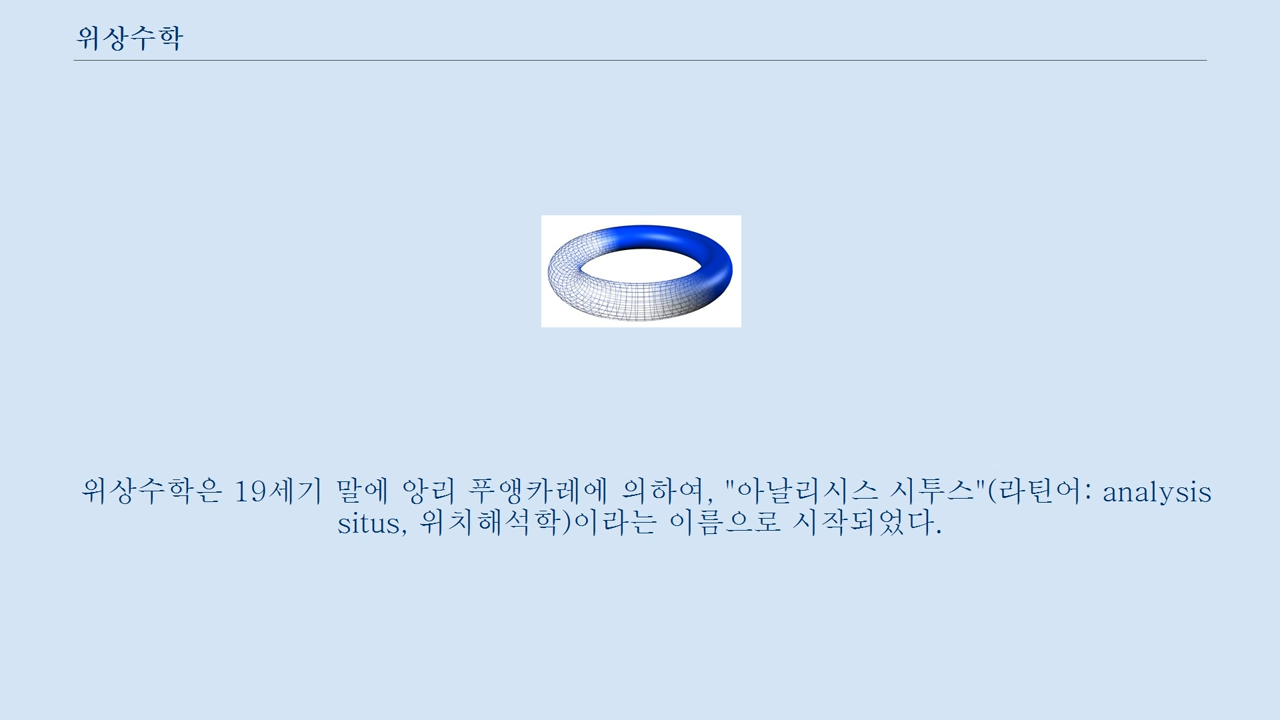 위상수학
위상수학은 19세기 말에 앙리 푸앵카레에 의하여, "아날리시스 시투스"(라틴어: analysis
situs, 위치해석학)이라는 이름으로 시작되었다.